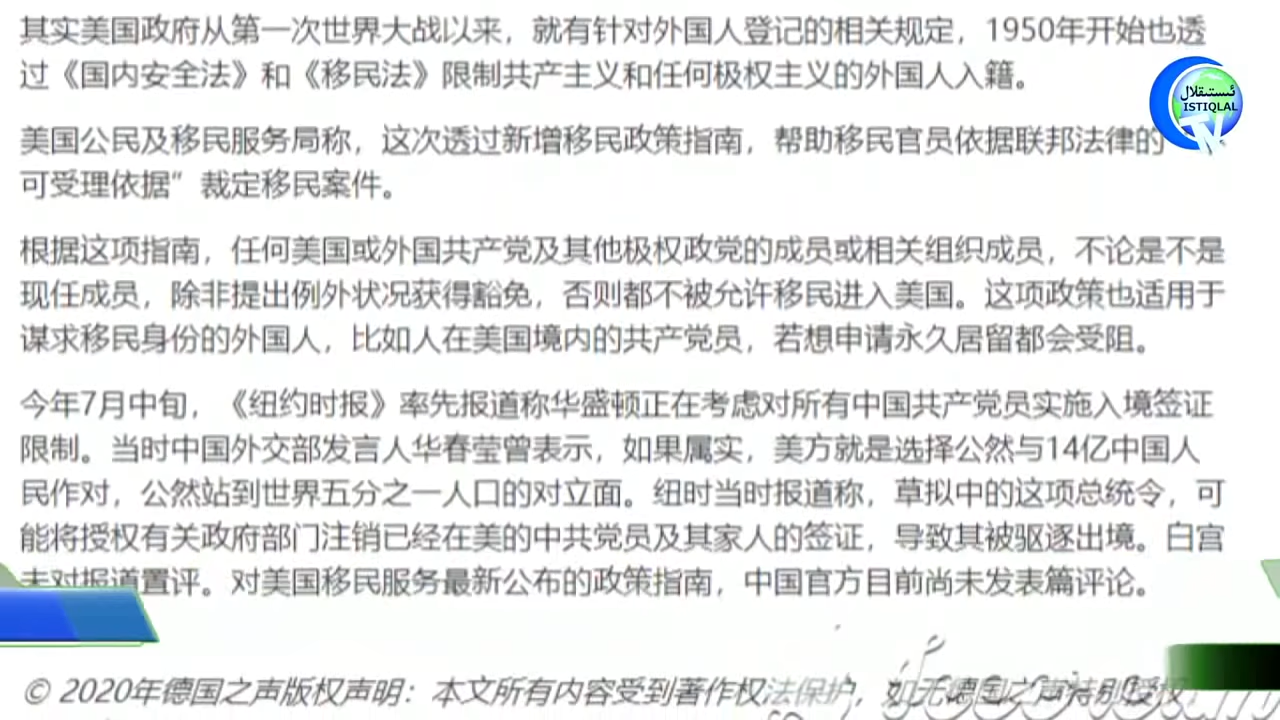 其实美国政府从第一次世界大战以来，就有针对外国人登记的相关规定，1950年开始也透
过《国内安全法》和《移民法》限制共产主义和任何极权主义的外国人入籍。
ئىستىقلال
ISTIQLAL
TV
美国公民及移民服务局称，这次透过新增移民政策指南，帮助移民官员依据联邦法律的
可受理依据”裁定移民案件。
根据这项指南，任何美国或外国共产党及其他极权政党的成员或相关组织成员，不论是不是
现任成员，除非提出例外状况获得豁免，否则都不被允许移民进入美国。这项政策也适用于
谋求移民身份的外国人，比如人在美国境内的共产党员，若想申请永久居留都会受阻。
今年7月中旬，《纽约时报》率先报道称华盛顿正在考虑对所有中国共产党员实施入境签证
限制。当时中国外交部发言人华春莹曾表示，如果属实，美方就是选择公然与14亿中国人
民作对，公然站到世界五分之一人口的对立面。纽时当时报道称，草拟中的这项总统令，可
能将授权有关政府部门注销已经在美的中共党员及其家人的签证，导致其被驱逐出境。白宫
未对报道置评。对美国移民服务最新公布的政策指南，中国官方目前尚未发表篇评论。
© 2020年德国之声版权声明：本文所有内容受到著作权法保护，如无德国之声特别授权